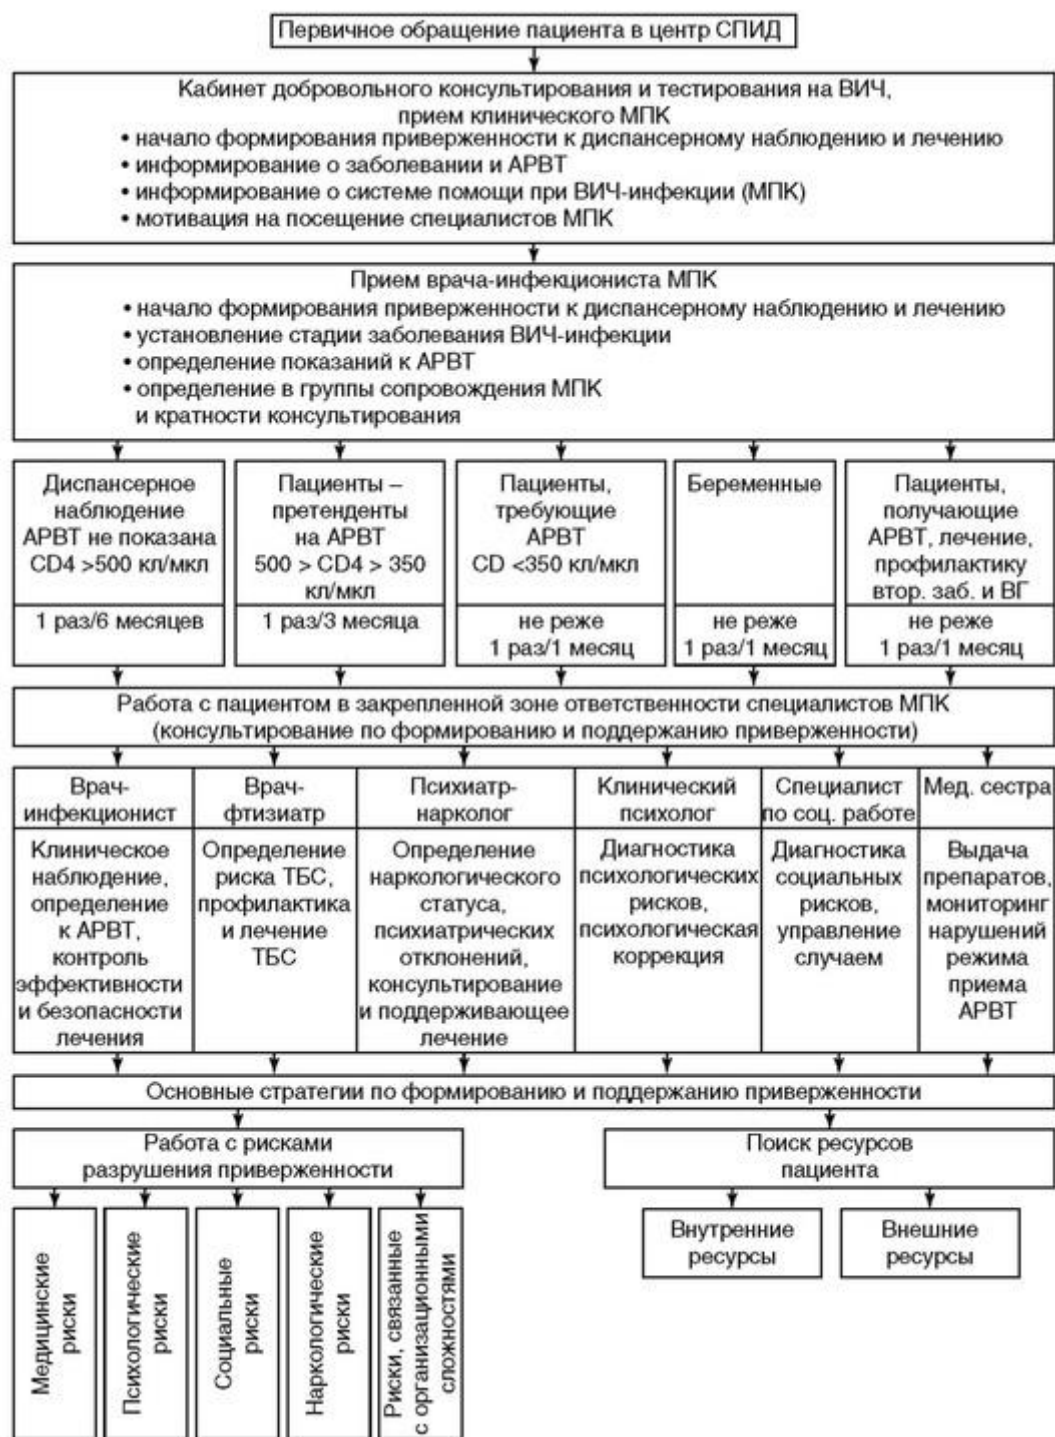 Первичное обращение пациента в центр СПИД
Кабинет добровольного консультирования и тестирования на ВИЧ,
прием клинического МПК
• начало формирования приверженности к диспансерному наблюдению и лечению
• информирование о заболевании и АРВТ
• информирование о системе помощи при ВИЧ-инфекции (МПК)
• мотивация на посещение специалистов МПК
Прием врача-инфекциониста МПК
• начало формирования приверженности к диспансерному наблюдению и лечению
• установление стадии заболевания ВИЧ-инфекции
• определение показаний к АРВТ
• определение в группы сопровождения МПК
и кратности консультирования
Диспансерное
наблюдение
АРВТ не показана
CD4 >500 кл/мкл
1 раз/6 месяцев
Пациенты –
претенденты
на АРВТ
500 > CD4 > 350
кл/мкл
1 раз/3 месяца
Пациенты,
требующие
АРВТ
CD <350 кл/мкл
не реже
1 раз/1 месяц
Беременные
не реже
1 раз/1 месяц
Пациенты,
получающие
АРВТ, лечение,
профилактику
втор. заб. и ВГ
не реже
1 раз/1 месяц
Работа с пациентом в закрепленной зоне ответственности специалистов МПК
(консультирование по формированию и поддержанию приверженности)
Врач-
инфекционист
Клиническое
наблюдение,
определение
к АРВТ,
контроль
эффективности
и безопасности
лечения
Врач-
фтизиатр
Определение
риска ТБС,
профилактика
и лечение
ТБС
Психиатр-
нарколог
Определение
наркологического
статуса,
психиатрических
отклонений,
консультирование
и поддерживающее
лечение
Клинический
психолог
Диагностика
психологических
рисков,
психологическая
коррекция
Специалист
по соц. работе
Диагностика
социальных
рисков,
управление
случаем
Мед. сестра
Выдача
препаратов,
мониторинг
нарушений
режима
приема
АРВТ
Основные стратегии по формированию и поддержанию приверженности
Работа с рисками
разрушения приверженности
Медицинские
риски
Психологические
риски
Социальные
риски
Наркологические
риски
Риски, связанные
с организационными
сложностями
Поиск ресурсов
пациента
Внутренние
ресурсы
Внешние
ресурсы